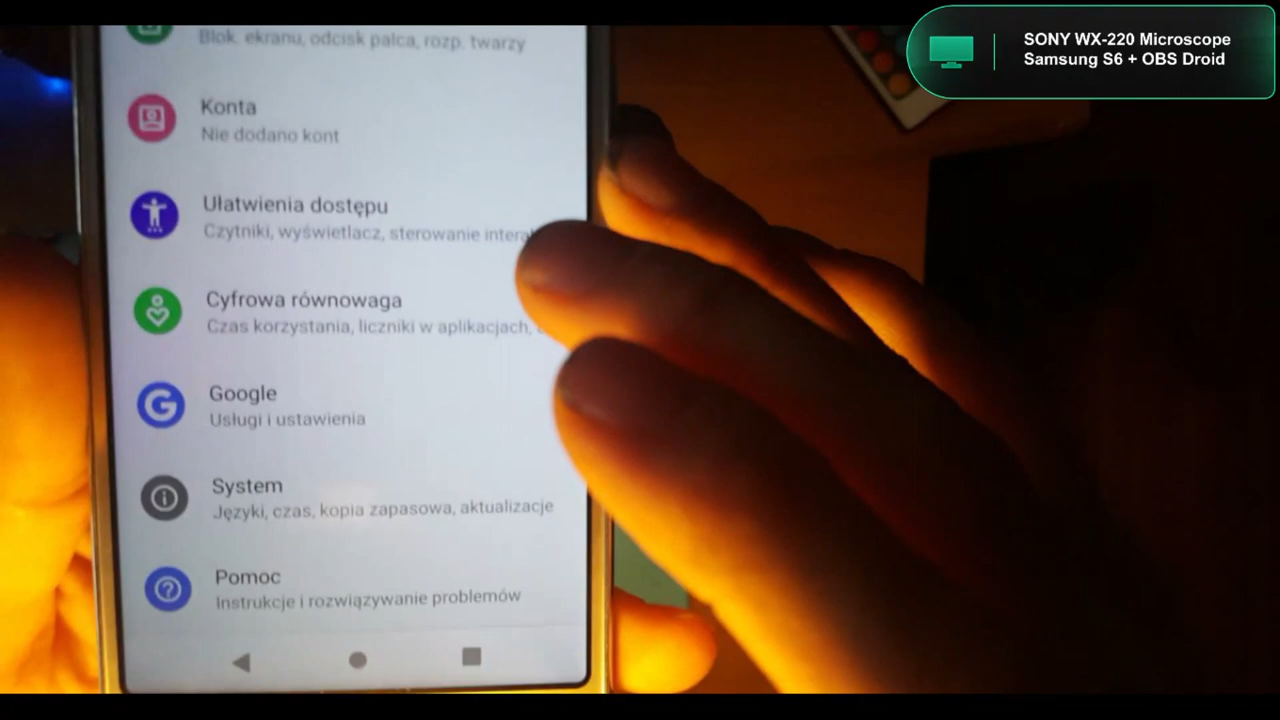 SONY WX-220 Microscope
Samsung S6 + OBS Droid
Blok. ekranu, odcisk palca, rozp. twarzy
Konta
Nie dodano kont
Ułatwienia dostępu
Czytniki, wyświetlacz, sterowanie
Cyfrowa równowaga
Czas korzystania, liczniki w aplikacjach,
Google
Usługi i ustawienia
System
Języki, czas, kopia zapasowa, aktualizacje
Pomoc
Instrukcje i rozwiązywanie problemów